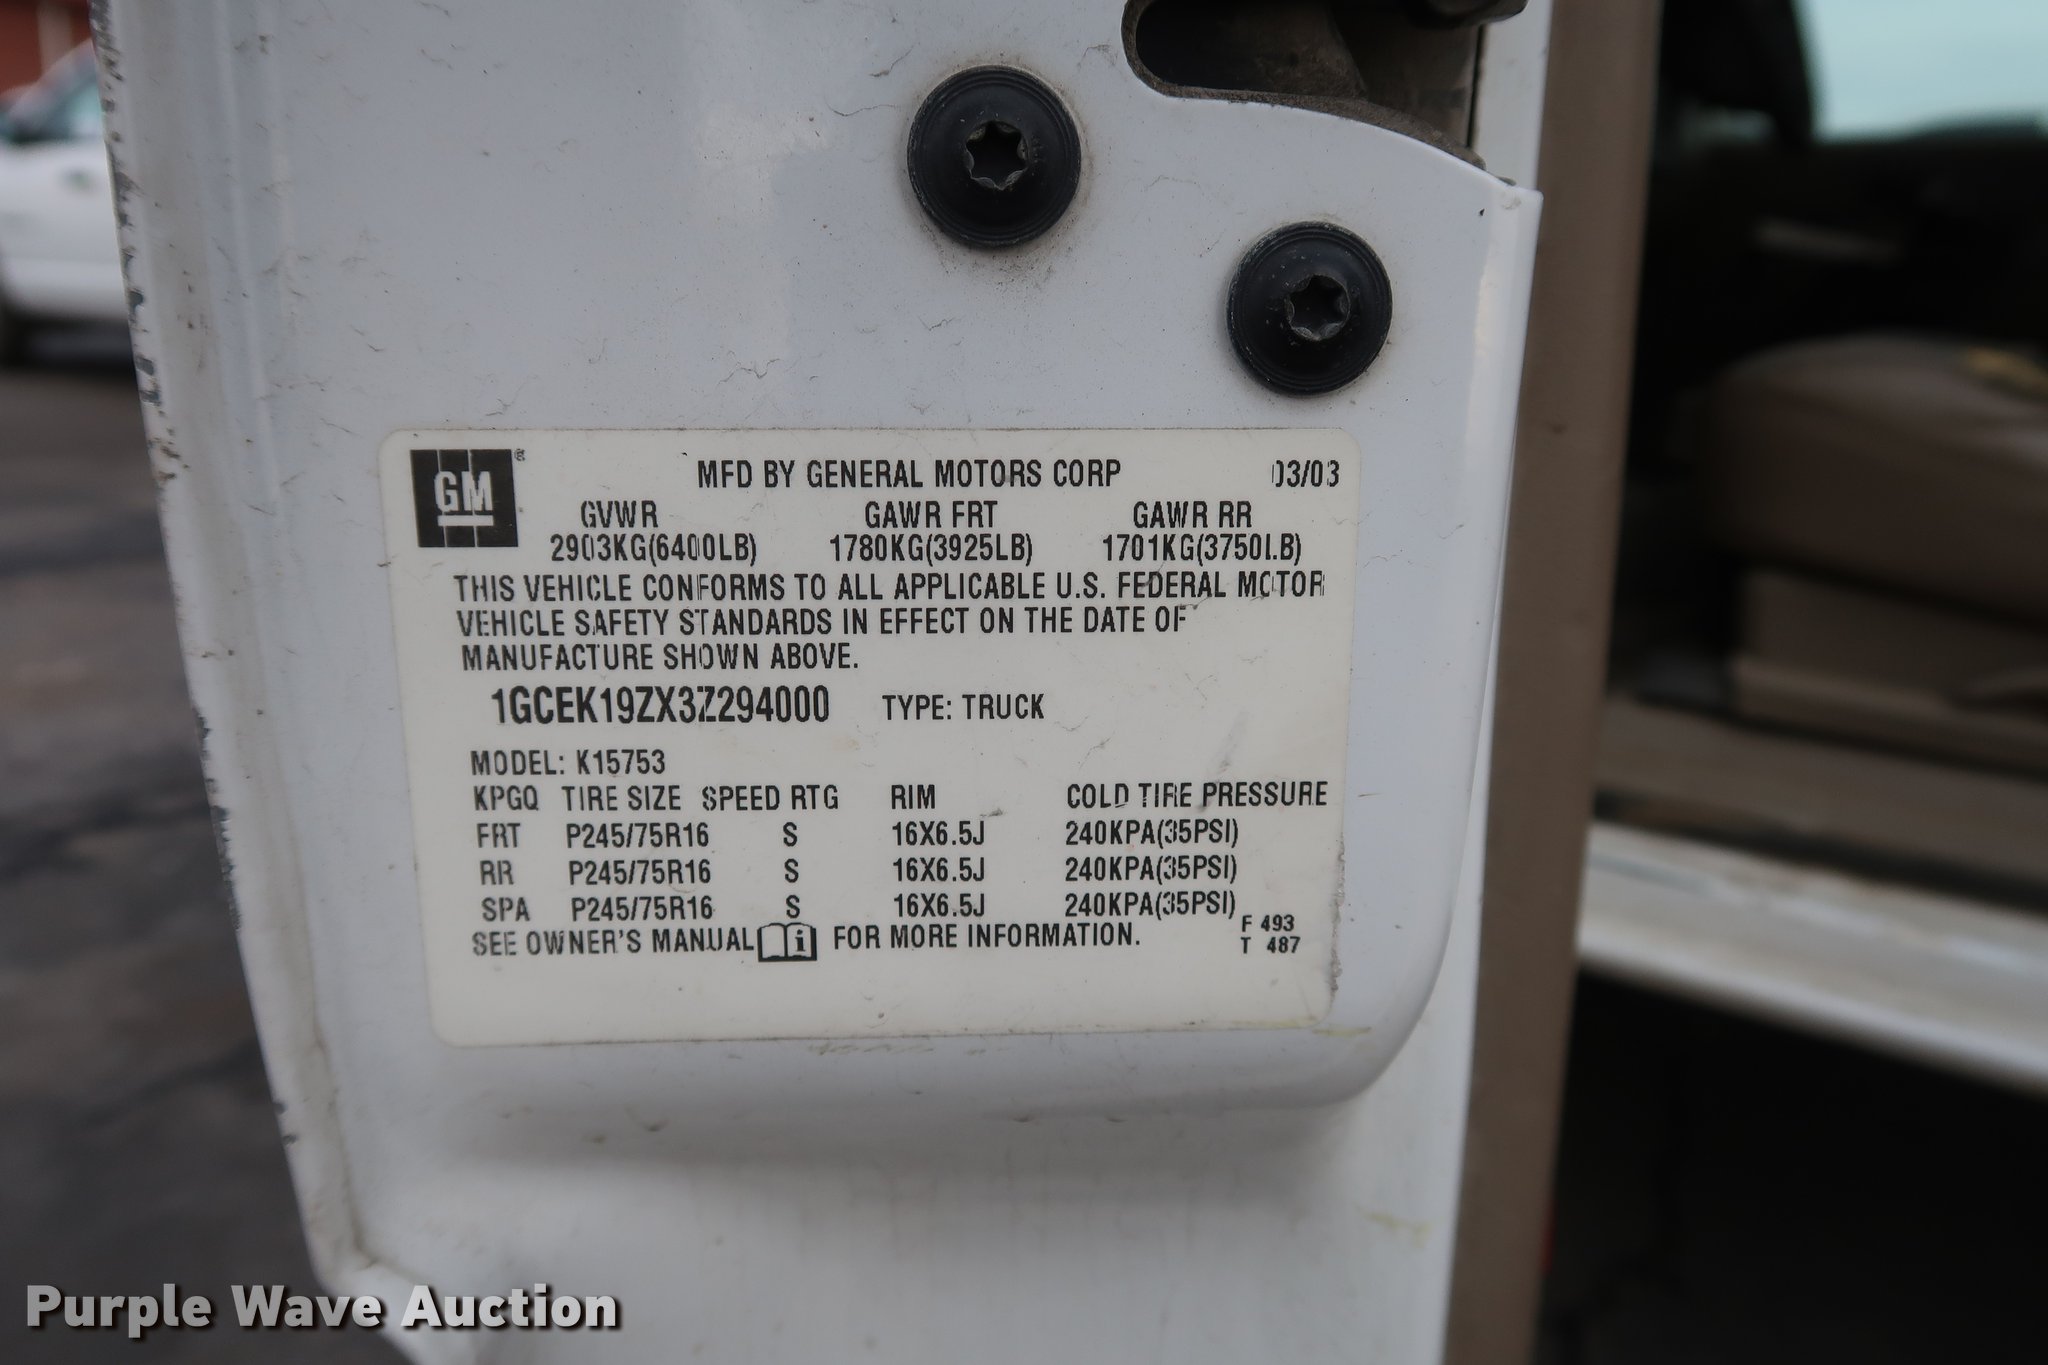 GM ®
MFD BY GENERAL MOTORS CORP 03/03
GVWR GAWR FRT GAWR RR
2903KG(6400LB) 1780KG(3925LB) 1701KG(3750LB)
THIS VEHICLE CONFORMS TO ALL APPLICABLE U.S. FEDERAL MOTOR
VEHICLE SAFETY STANDARDS IN EFFECT ON THE DATE OF
MANUFACTURE SHOWN ABOVE.
1GCEK19ZX3Z294000 TYPE: TRUCK
MODEL: K15753
KPGQ TIRE SIZE SPEED RTG RIM COLD TIRE PRESSURE
FRT P245/75R16 S 16X6.5J 240KPA(35PSI)
RR P245/75R16 S 16X6.5J 240KPA(35PSI)
SPA P245/75R16 S 16X6.5J 240KPA(35PSI)
SEE OWNER'S MANUAL i FOR MORE INFORMATION.
F 493
T 487
Purple Wave Auction